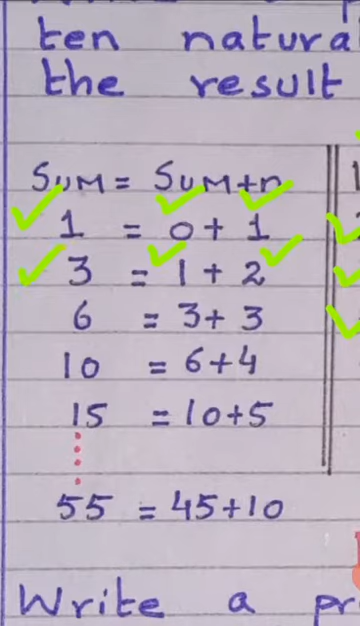 ten natura
the result
SUM = SUM+n
1 = 0 + 1
3 = 1 + 2
6 = 3+ 3
10 = 6+4
15 = 10+5
55 = 45+10
Write a pr